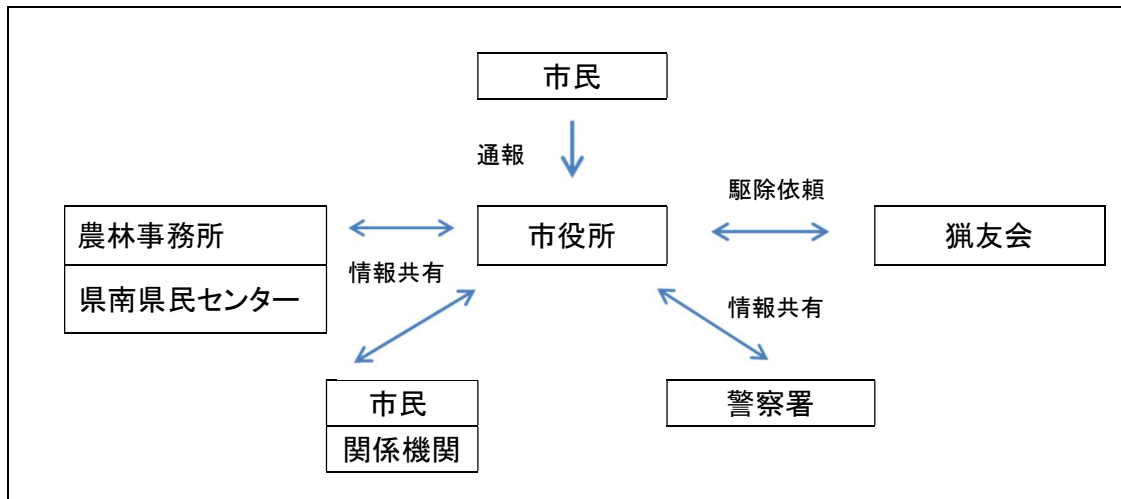 市民
通報
駆除依頼
農林事務所
市役所
猟友会
情報共有
県南県民センター
情報共有
市民
警察署
関係機関